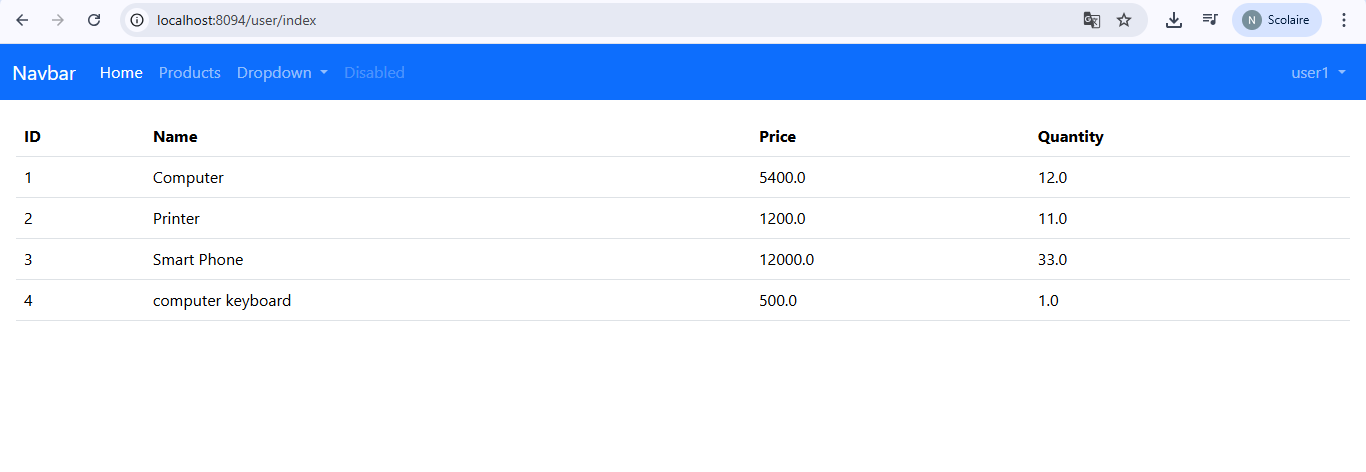 localhost:8094/user/index
N Scolaire
Navbar Home Products Dropdown Disabled user1
ID Name Price Quantity
1 Computer 5400.0 12.0
2 Printer 1200.0 11.0
3 Smart Phone 12000.0 33.0
4 computer keyboard 500.0 1.0